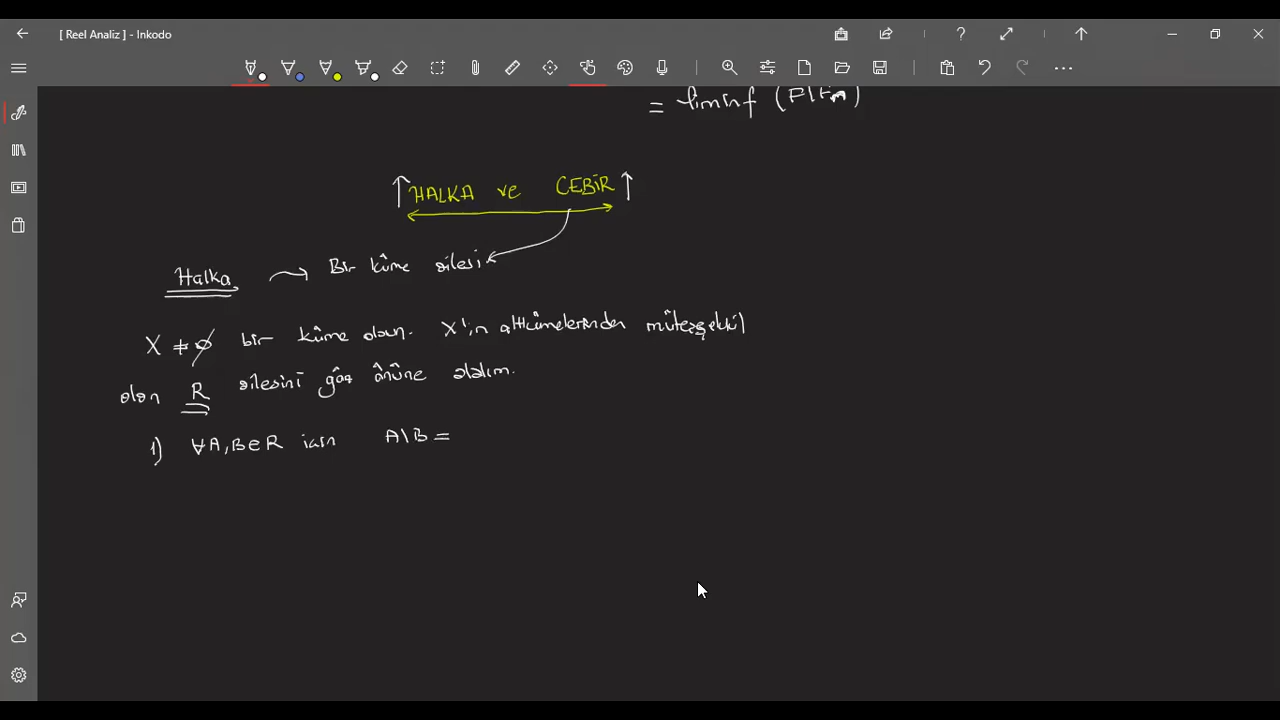 [ Reel Analiz ] - Inkodo
= liminf (F\Fn)
HALKA ve CEBİR
Halka → Bir küme ailesi
X ≠ ∅ bir küme olsun. X'in altkümelerinden müteşekkil
olan R ailesini göz önüne alalım.
1) ∀A,B∈R için A\B =